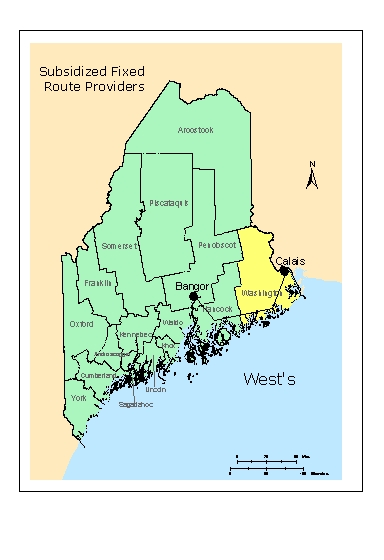 Subsidized Fixed
Route Providers
Aroostook
N
Piscataquis
Somerset
Penobscot
Calais
Franklin
Bangor
Washington
Hancock
Oxford
Waldo
Kennebec
Knox
Cumberland
Lincoln
West's
York
Sagadahoc